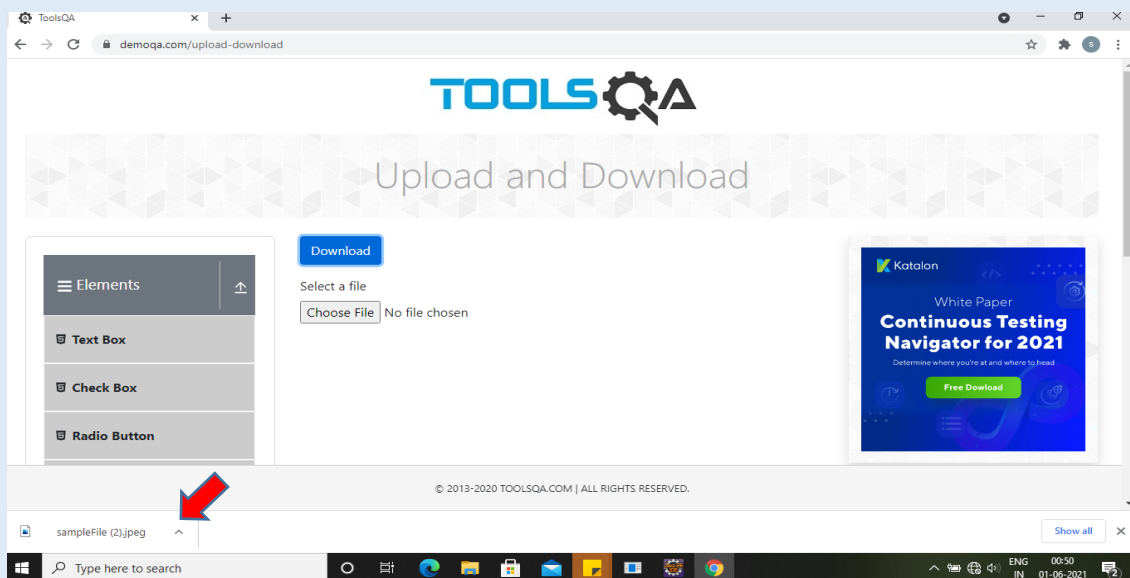 ToolsQA
demoqa.com/upload-download
S
TOOLSQA
Upload and Download
Download
Elements
Select a file
Choose File No file chosen
Text Box
Check Box
Radio Button
Katalon
White Paper
Continuous Testing
Navigator for 2021
Determine where you're at and where to head
Free Dowload
© 2013-2020 TOOLSQA.COM | ALL RIGHTS RESERVED.
sampleFile (2).jpeg
Show all
Type here to search
ENG
IN
00:50
01-06-2021
2